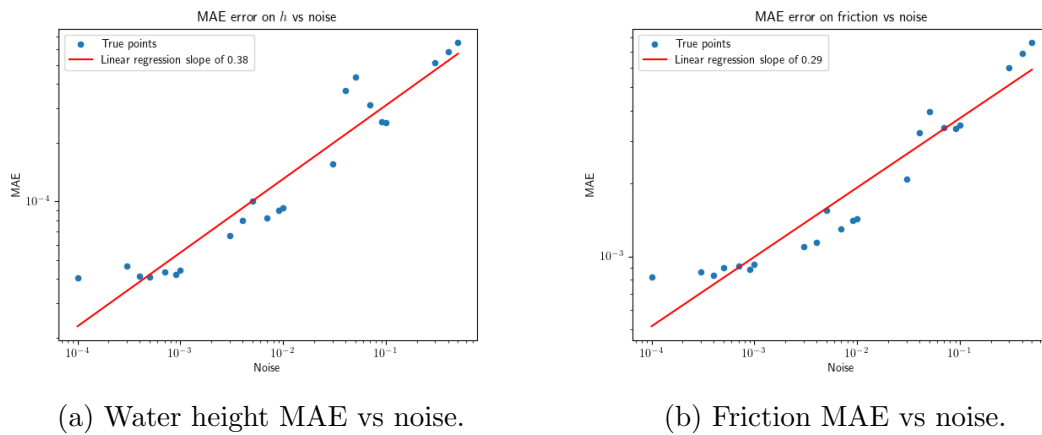 MAE error on h vs noise
True points
Linear regression slope of 0.38
MAE
10⁻⁴
10⁻⁴ 10⁻³ 10⁻² 10⁻¹
Noise
(a) Water height MAE vs noise.
MAE error on friction vs noise
True points
Linear regression slope of 0.29
MAE
10⁻³
10⁻⁴ 10⁻³ 10⁻² 10⁻¹
Noise
(b) Friction MAE vs noise.